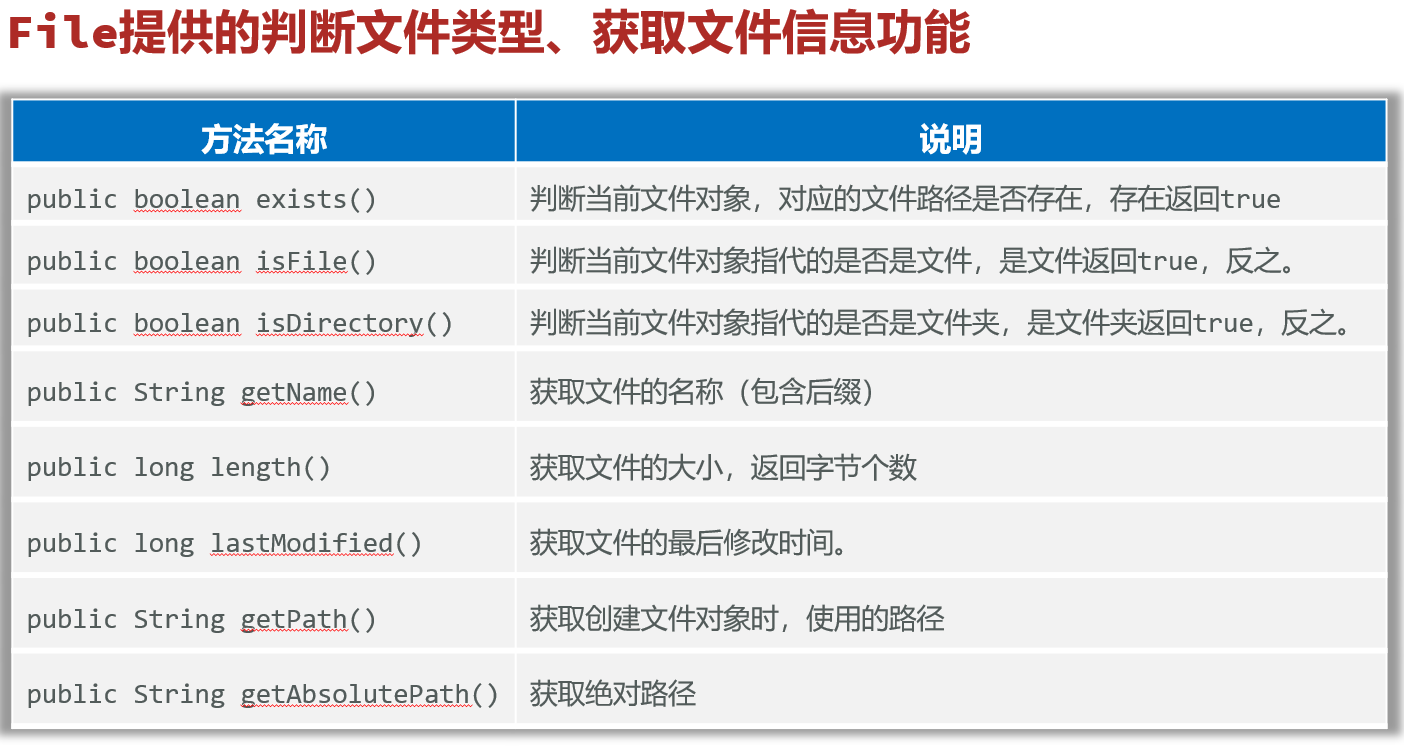 File提供的判断文件类型、获取文件信息功能
方法名称 说明
public boolean exists() 判断当前文件对象，对应的文件路径是否存在，存在返回true
public boolean isFile() 判断当前文件对象指代的是否是文件，是文件返回true，反之。
public boolean isDirectory() 判断当前文件对象指代的是否是文件夹，是文件夹返回true，反之。
public String getName() 获取文件的名称（包含后缀）
public long length() 获取文件的大小，返回字节个数
public long lastModified() 获取文件的最后修改时间。
public String getPath() 获取创建文件对象时，使用的路径
public String getAbsolutePath() 获取绝对路径